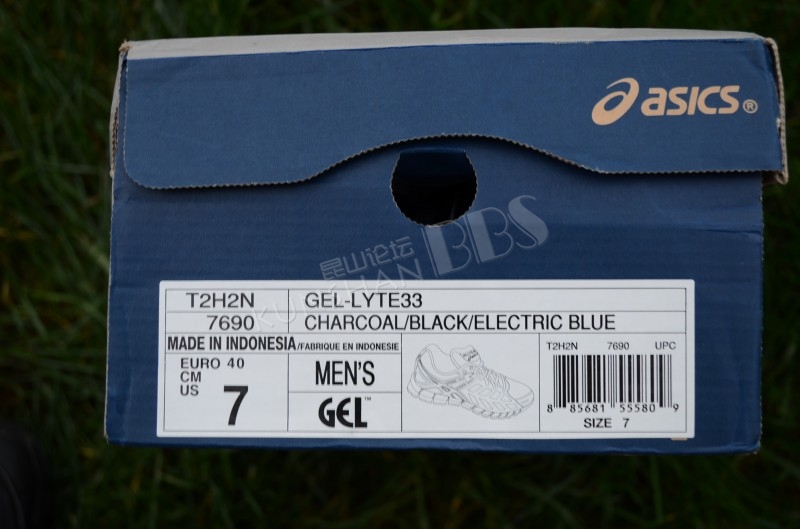 asics®
昆山论坛
KUNSHAN BBS
T2H2N GEL-LYTE33
7690 CHARCOAL/BLACK/ELECTRIC BLUE
MADE IN INDONESIA/FABRIQUE EN INDONESIE
EURO 40
CM
US 7
MEN'S
GEL™
T2H2N 7690 UPC
8 85681 55580 9
SIZE 7